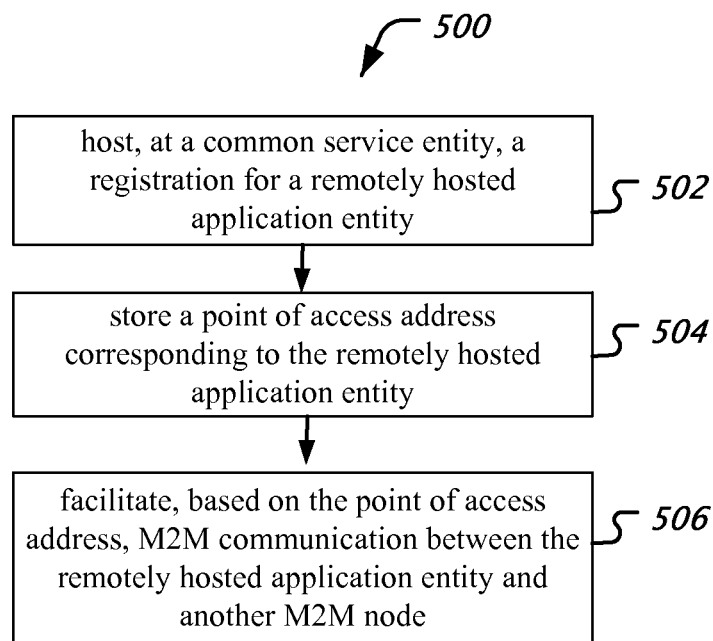 500
host, at a common service entity, a
registration for a remotely hosted
application entity
502
store a point of access address
corresponding to the remotely hosted
application entity
504
facilitate, based on the point of access
address, M2M communication between the
remotely hosted application entity and
another M2M node
506